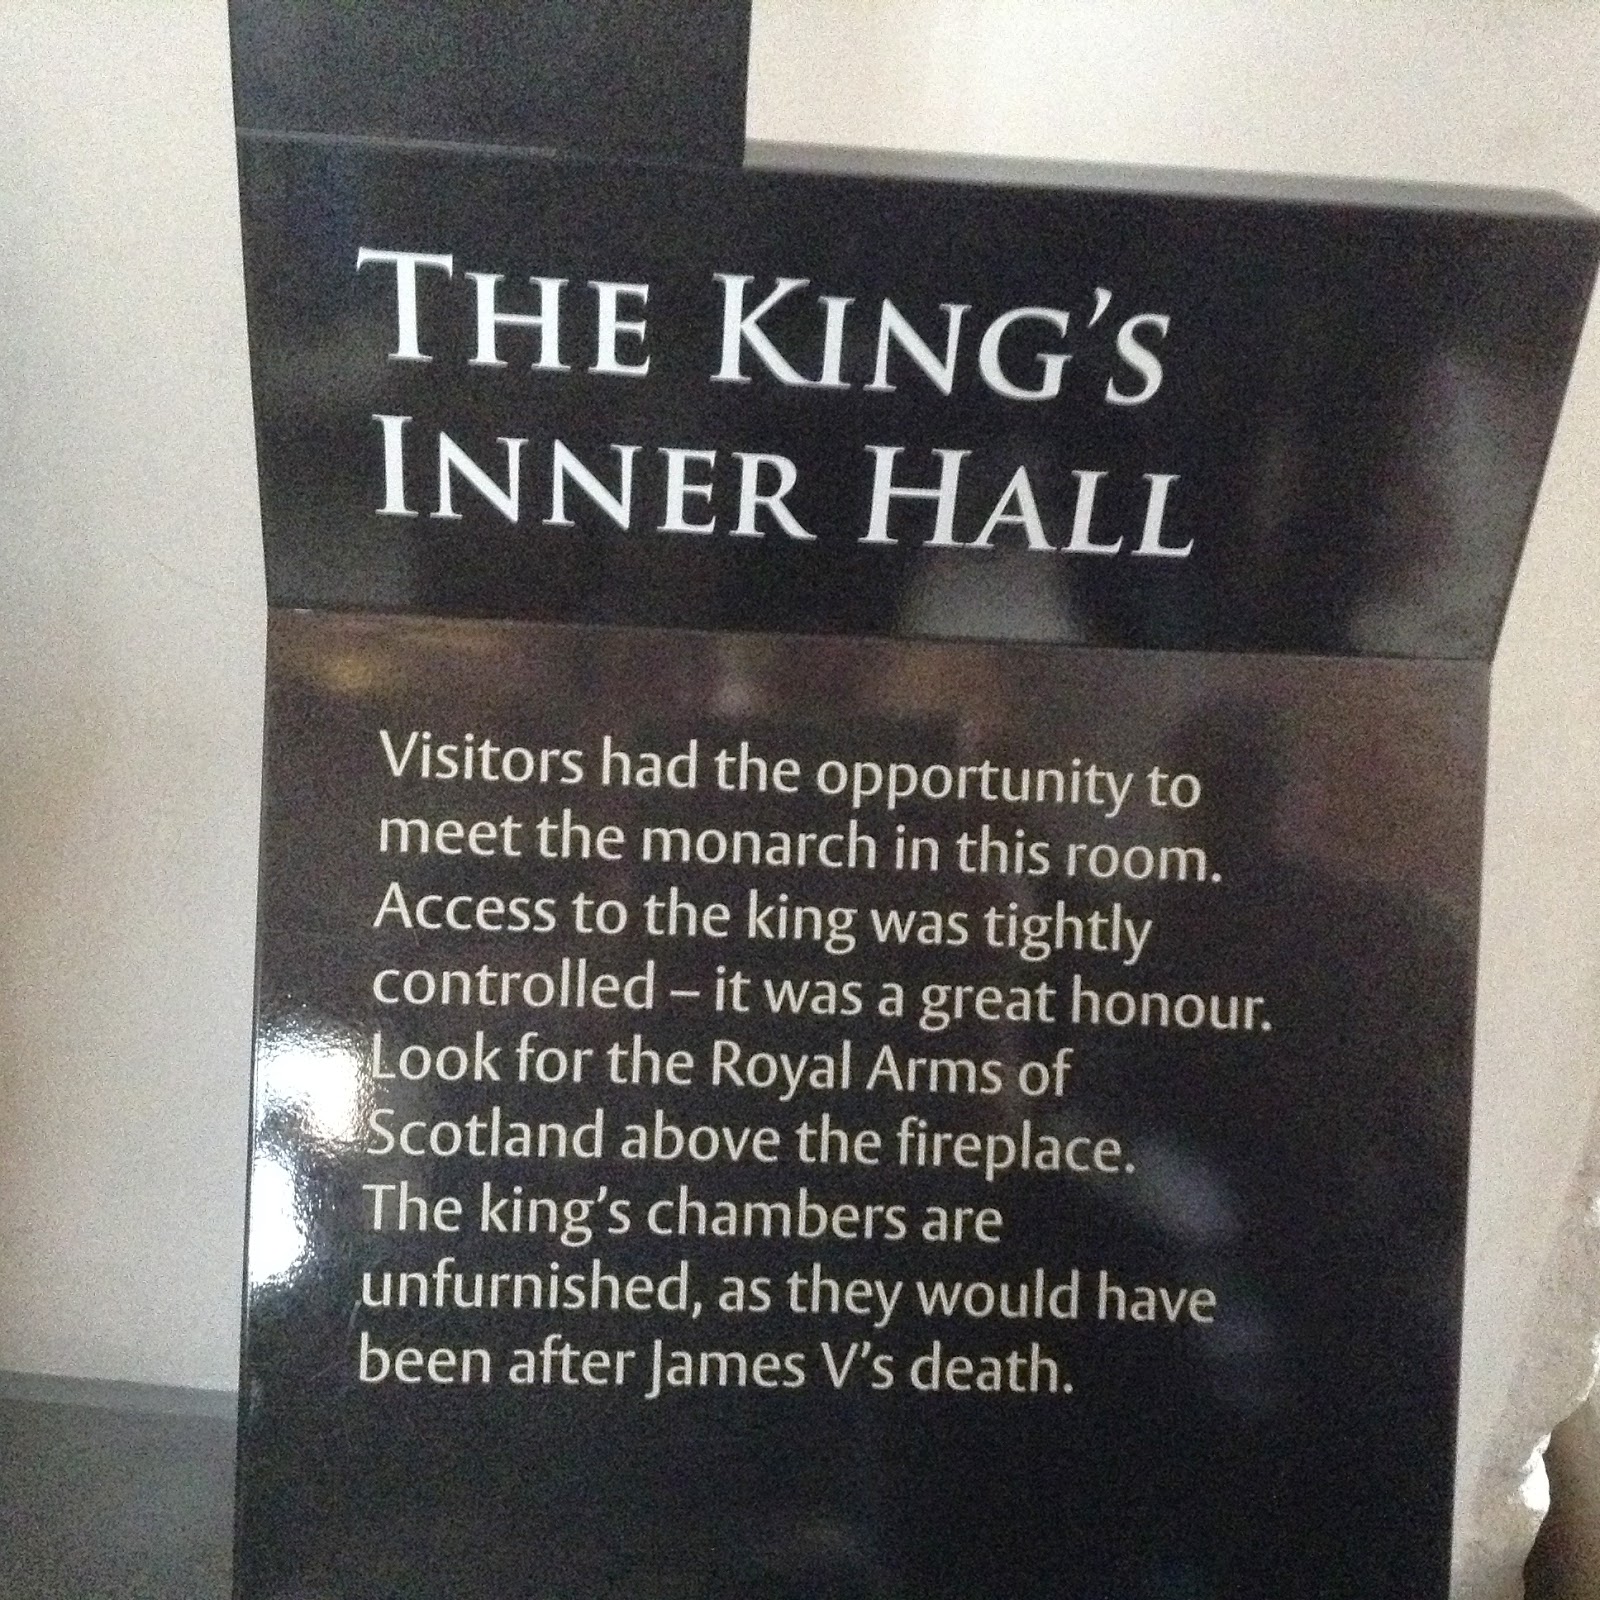 THE KING'S
INNER HALL
Visitors had the opportunity to
meet the monarch in this room.
Access to the king was tightly
controlled – it was a great honour.
Look for the Royal Arms of
Scotland above the fireplace.
The king's chambers are
unfurnished, as they would have
been after James V's death.